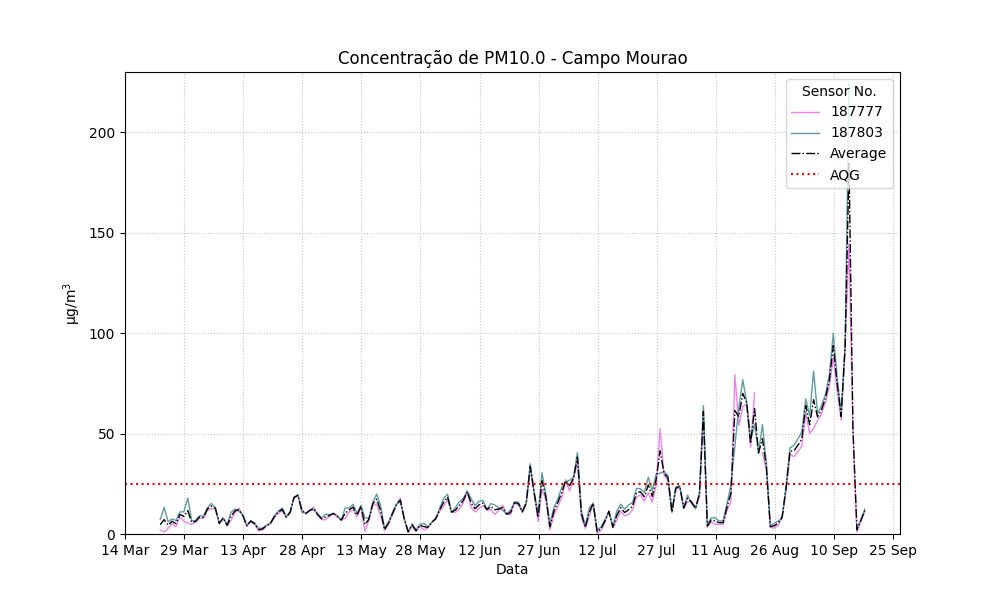 Concentração de PM10.0 - Campo Mourao
Sensor No.
187777
187803
Average
AQG
200
150
100
50
0
µg/m³
14 Mar 29 Mar 13 Apr 28 Apr 13 May 28 May 12 Jun 27 Jun 12 Jul 27 Jul 11 Aug 26 Aug 10 Sep 25 Sep
Data